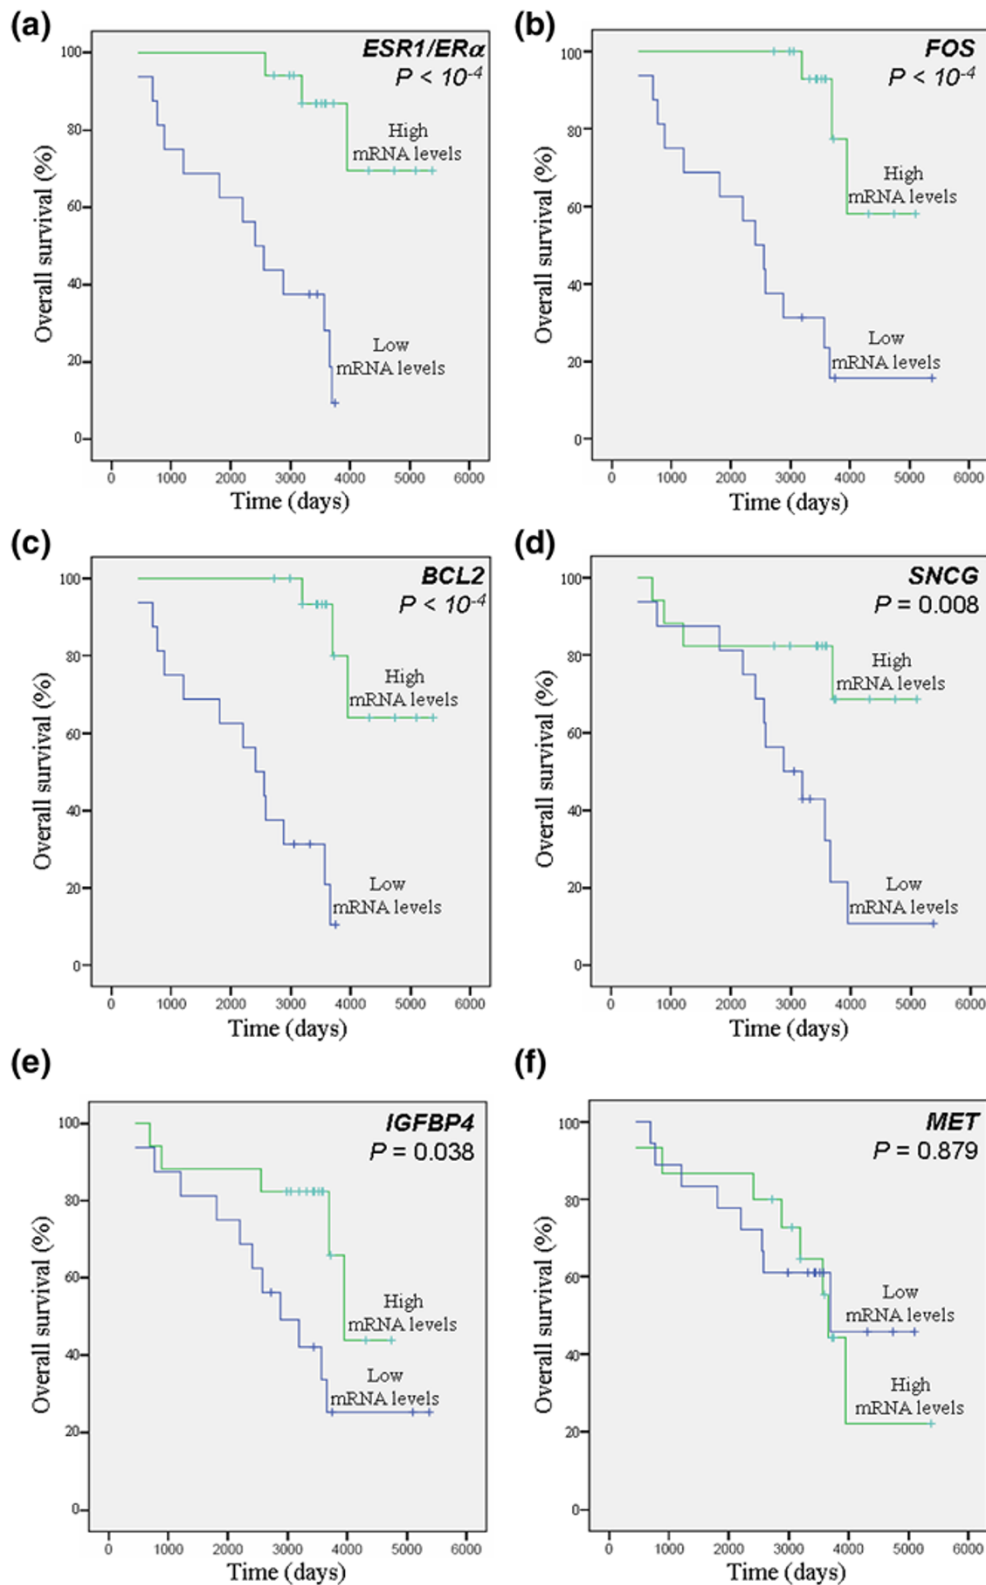 (a)
ESR1/ERα
P < 10⁻⁴
100
80
60
40
20
0
Overall survival (%)
High
mRNA levels
Low
mRNA levels
0 1000 2000 3000 4000 5000 6000
Time (days)
(b)
FOS
P < 10⁻⁴
100
80
60
40
20
0
Overall survival (%)
High
mRNA levels
Low
mRNA levels
0 1000 2000 3000 4000 5000 6000
Time (days)
(c)
BCL2
P < 10⁻⁴
100
80
60
40
20
0
Overall survival (%)
High
mRNA levels
Low
mRNA levels
0 1000 2000 3000 4000 5000 6000
Time (days)
(d)
SNCG
P = 0.008
100
80
60
40
20
0
Overall survival (%)
High
mRNA levels
Low
mRNA levels
0 1000 2000 3000 4000 5000 6000
Time (days)
(e)
IGFBP4
P = 0.038
100
80
60
40
20
0
Overall survival (%)
High
mRNA levels
Low
mRNA levels
0 1000 2000 3000 4000 5000 6000
Time (days)
(f)
MET
P = 0.879
100
80
60
40
20
0
Overall survival (%)
Low
mRNA levels
High
mRNA levels
0 1000 2000 3000 4000 5000 6000
Time (days)